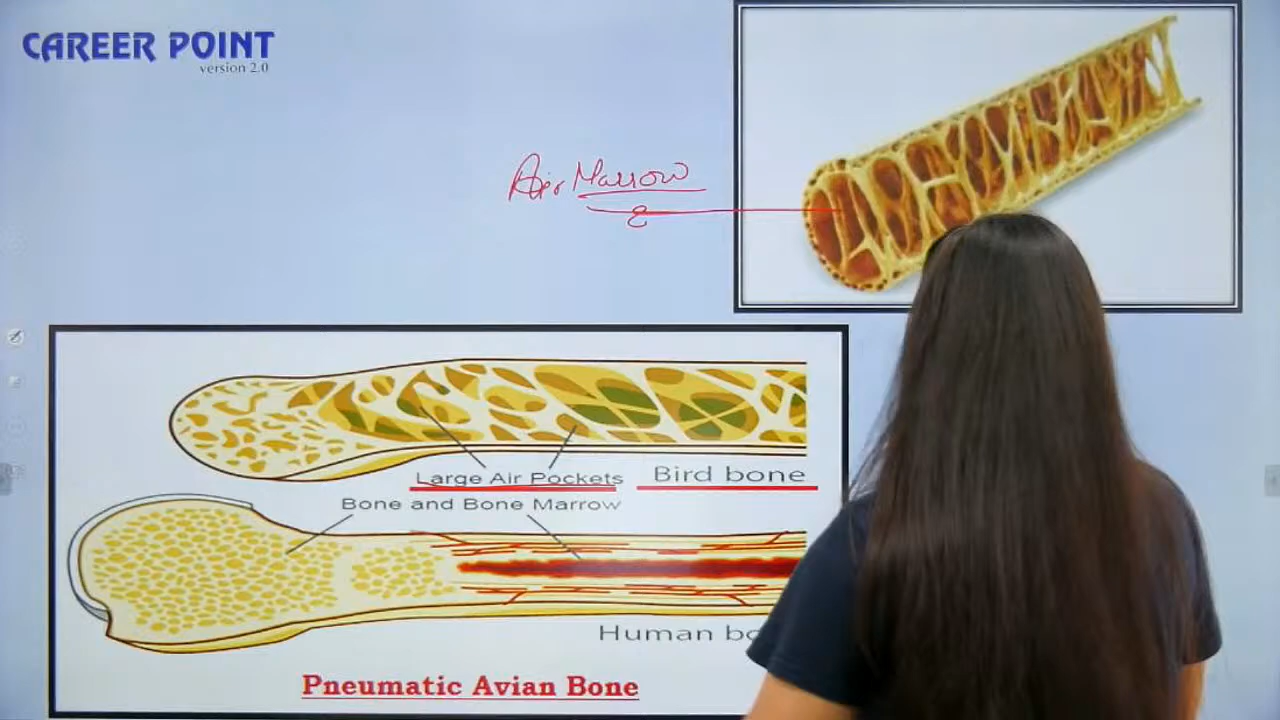 CAREER POINT
version 2.0
Air Marrow
Large Air Pockets
Bird bone
Bone and Bone Marrow
Human bo
Pneumatic Avian Bone